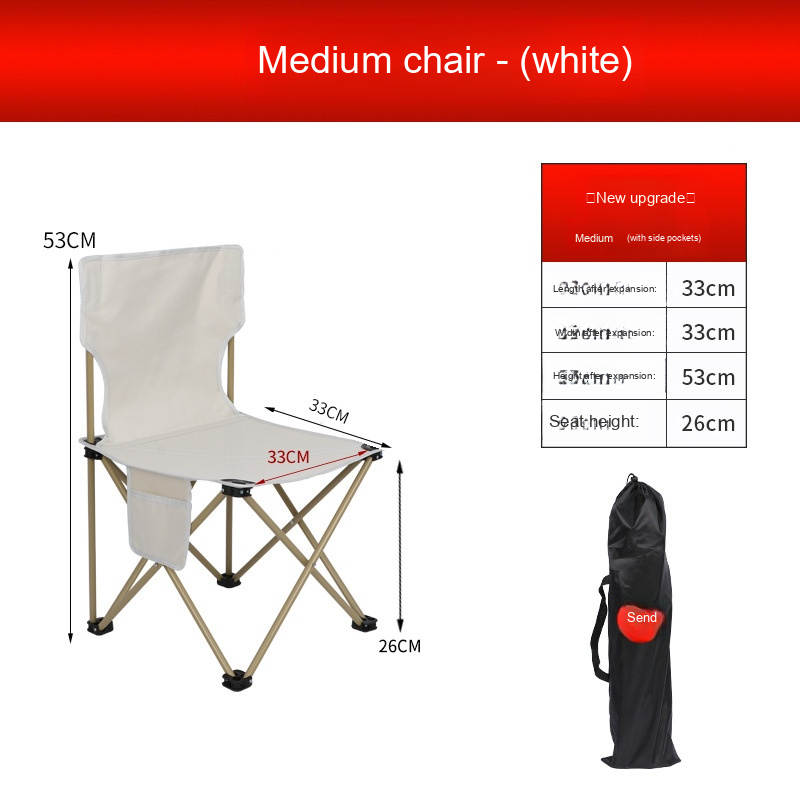 Medium chair - (white)
New upgrade
Medium (with side pockets)
Length after expansion: 33cm
Width after expansion: 33cm
Height after expansion: 53cm
Seat height: 26cm
53CM
33CM
33CM
26CM
Send